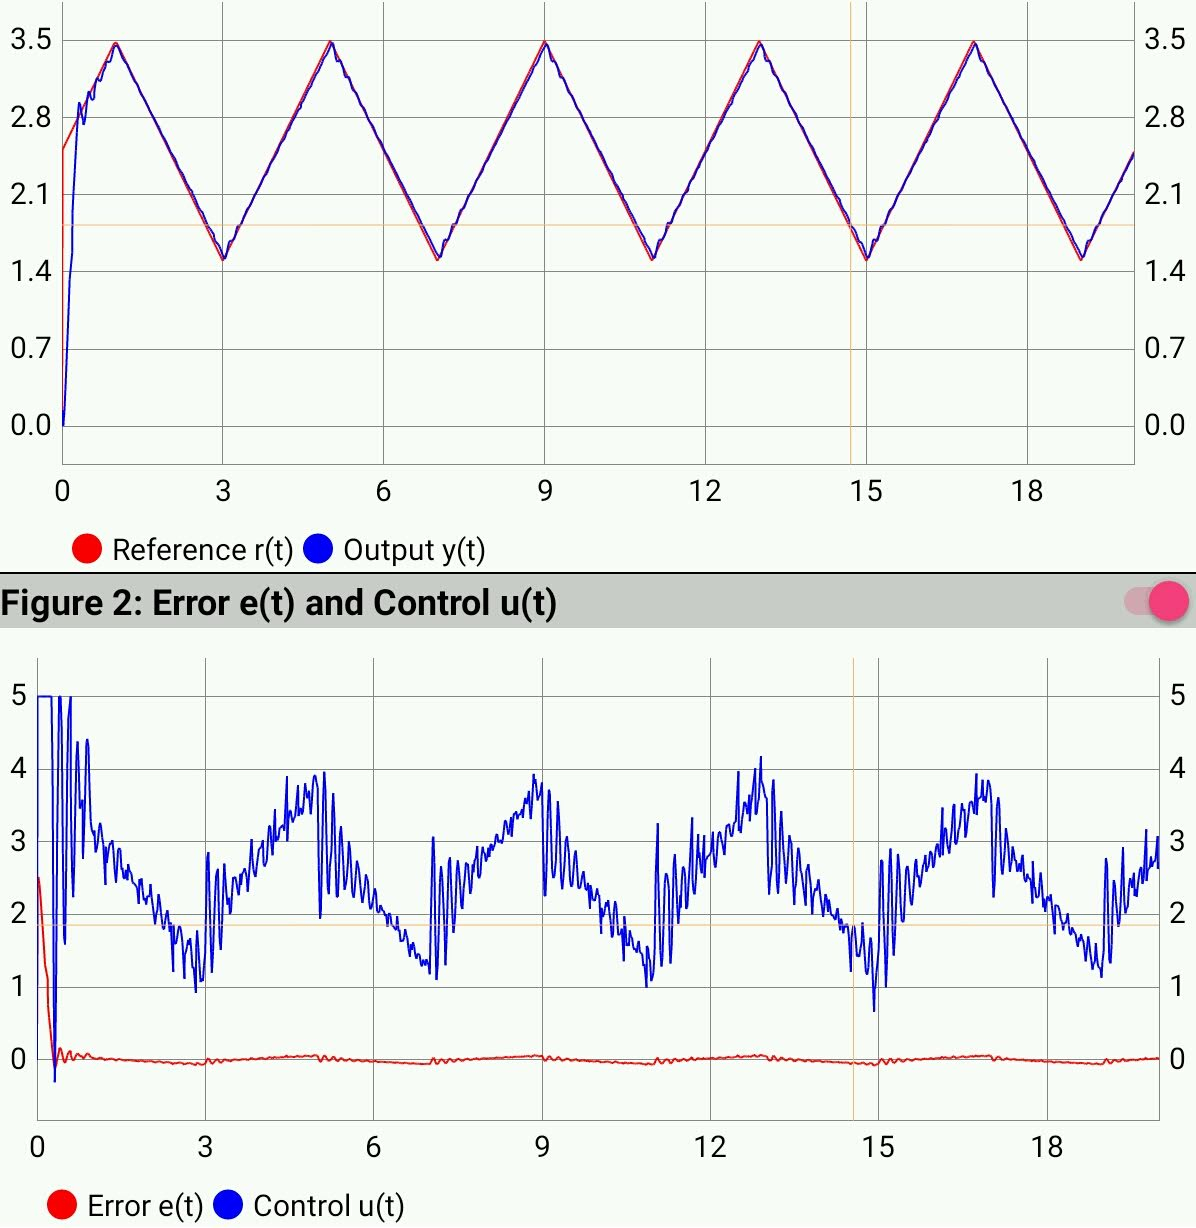 3.5 3.5
2.8 2.8
2.1 2.1
1.4 1.4
0.7 0.7
0.0 0.0
0 3 6 9 12 15 18
Reference r(t) Output y(t)
Figure 2: Error e(t) and Control u(t)
5 5
4 4
3 3
2 2
1 1
0 0
0 3 6 9 12 15 18
Error e(t) Control u(t)